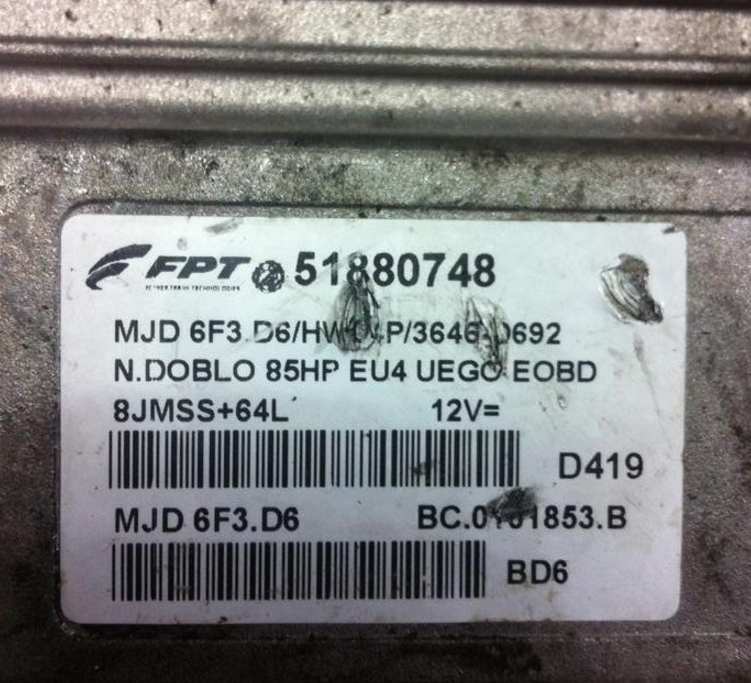 FPT 51880748
MJD 6F3.D6/
N.DOBLO 85HP EU4 UEGO EOBD
8JMSS+64L 12V=
D419
MJD 6F3.D6
BD6